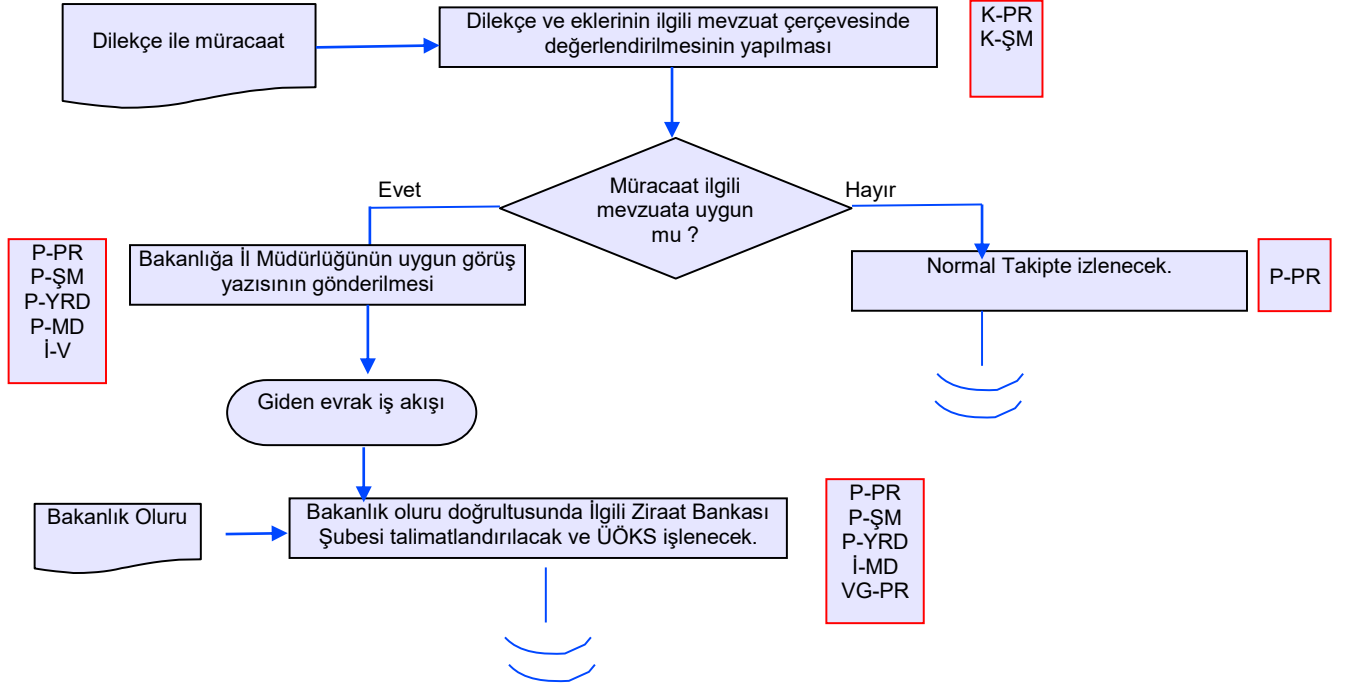 Dilekçe ile müracaat
Dilekçe ve eklerinin ilgili mevzuat çerçevesinde
değerlendirilmesinin yapılması
K-PR
K-ŞM
Müracaat ilgili
mevzuata uygun
mu ?
Evet
Hayır
P-PR
P-ŞM
P-YRD
P-MD
İ-V
Bakanlığa İl Müdürlüğünün uygun görüş
yazısının gönderilmesi
Normal Takipte izlenecek.
P-PR
Giden evrak iş akışı
Bakanlık Oluru
Bakanlık oluru doğrultusunda İlgili Ziraat Bankası
Şubesi talimatlandırılacak ve ÜÖKS işlenecek.
P-PR
P-ŞM
P-YRD
İ-MD
VG-PR